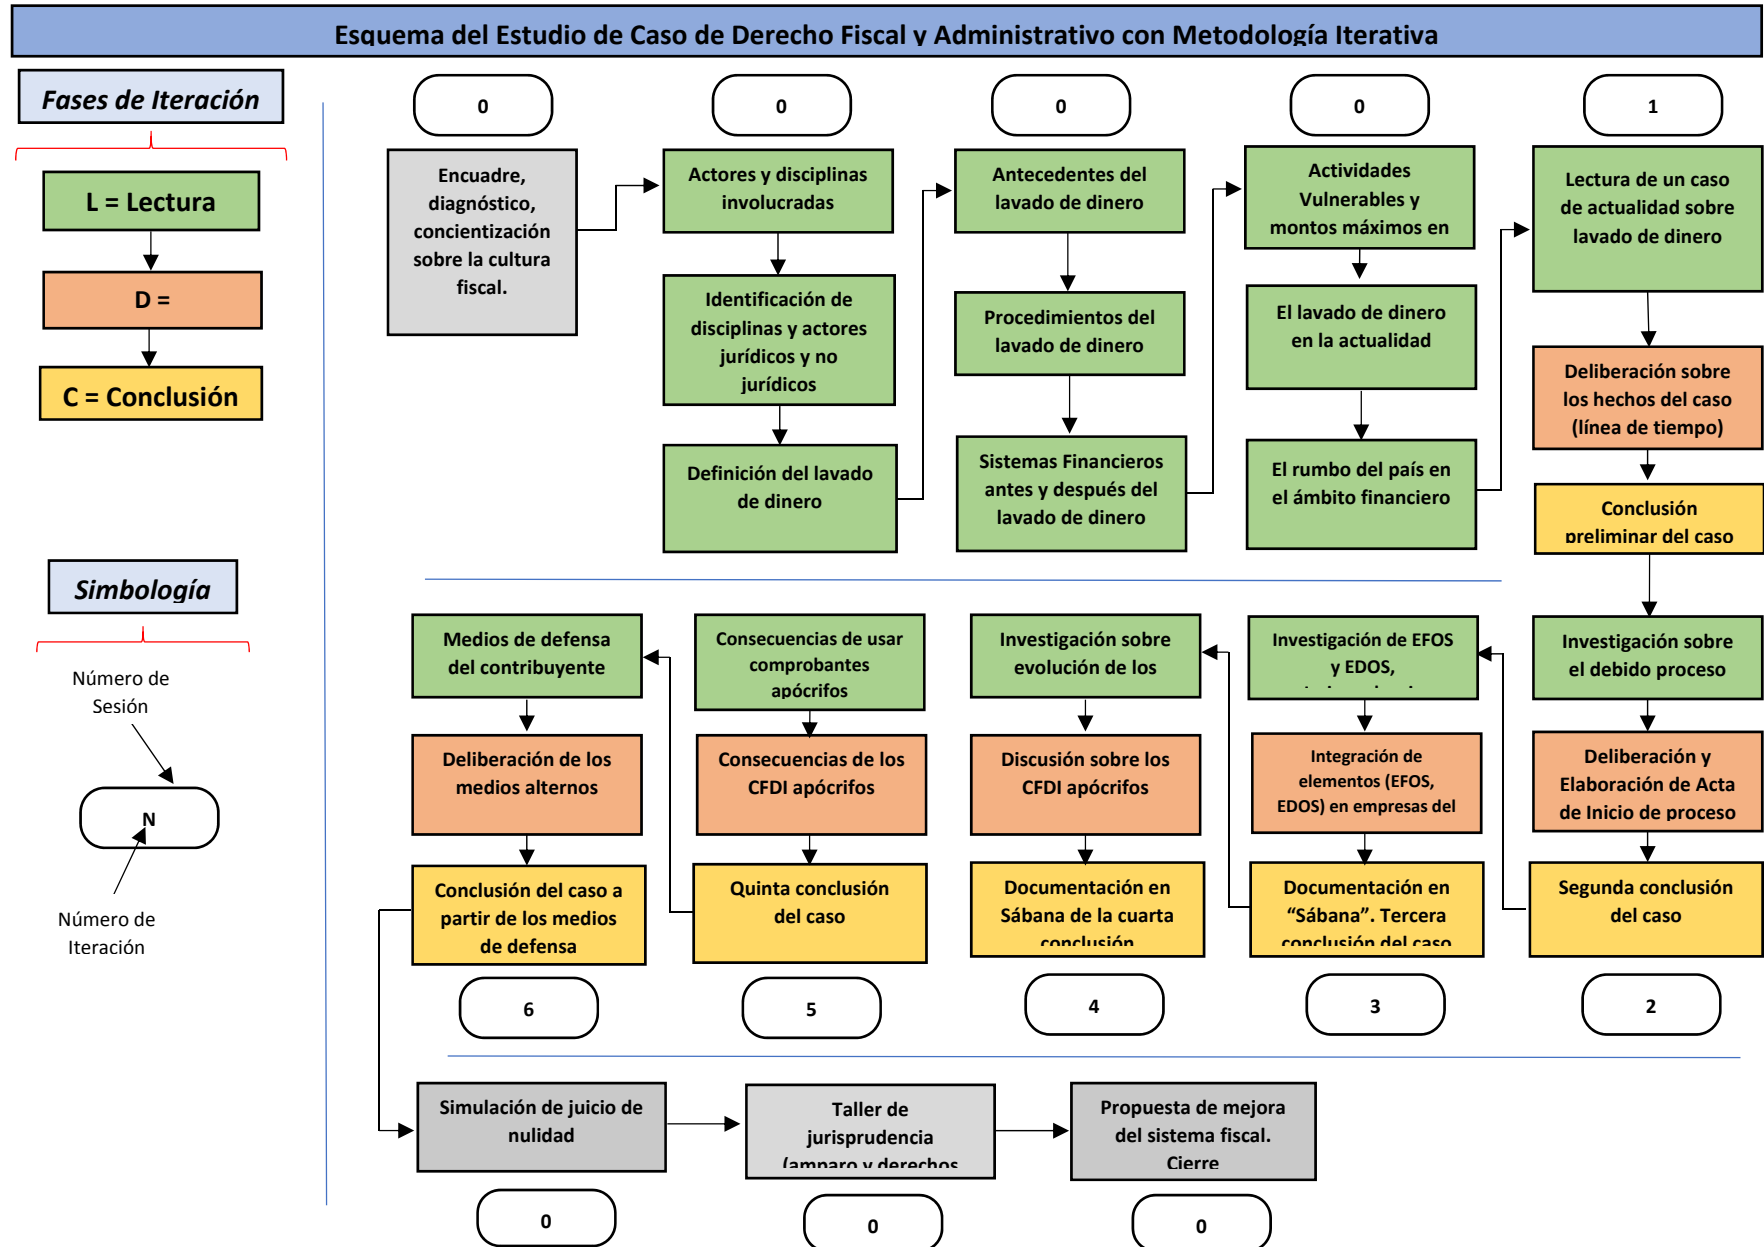 Esquema del Estudio de Caso de Derecho Fiscal y Administrativo con Metodología Iterativa
Fases de Iteración
L = Lectura
D =
C = Conclusión
Simbología
Número de
Sesión
N
Número de
Iteración
0
0
0
0
1
Encuadre,
diagnóstico,
concientización
sobre la cultura
fiscal.
Actores y disciplinas
involucradas
Identificación de
disciplinas y actores
jurídicos y no
jurídicos
Definición del lavado
de dinero
Antecedentes del
lavado de dinero
Procedimientos del
lavado de dinero
Sistemas Financieros
antes y después del
lavado de dinero
Actividades
Vulnerables y
montos máximos en
El lavado de dinero
en la actualidad
El rumbo del país en
el ámbito financiero
Lectura de un caso
de actualidad sobre
lavado de dinero
Deliberación sobre
los hechos del caso
(línea de tiempo)
Conclusión
preliminar del caso
Investigación sobre
el debido proceso
Deliberación y
Elaboración de Acta
de Inicio de proceso
Segunda conclusión
del caso
2
Investigación de EFOS
y EDOS,
Integración de
elementos (EFOS,
EDOS) en empresas del
Documentación en
“Sábana”. Tercera
conclusión del caso
3
Investigación sobre
evolución de los
Discusión sobre los
CFDI apócrifos
Documentación en
Sábana de la cuarta
conclusión
4
Consecuencias de usar
comprobantes
apócrifos
Consecuencias de los
CFDI apócrifos
Quinta conclusión
del caso
5
Medios de defensa
del contribuyente
Deliberación de los
medios alternos
Conclusión del caso a
partir de los medios
de defensa
6
Simulación de juicio de
nulidad
0
Taller de
jurisprudencia
(amparo y derechos
0
Propuesta de mejora
del sistema fiscal.
Cierre
0